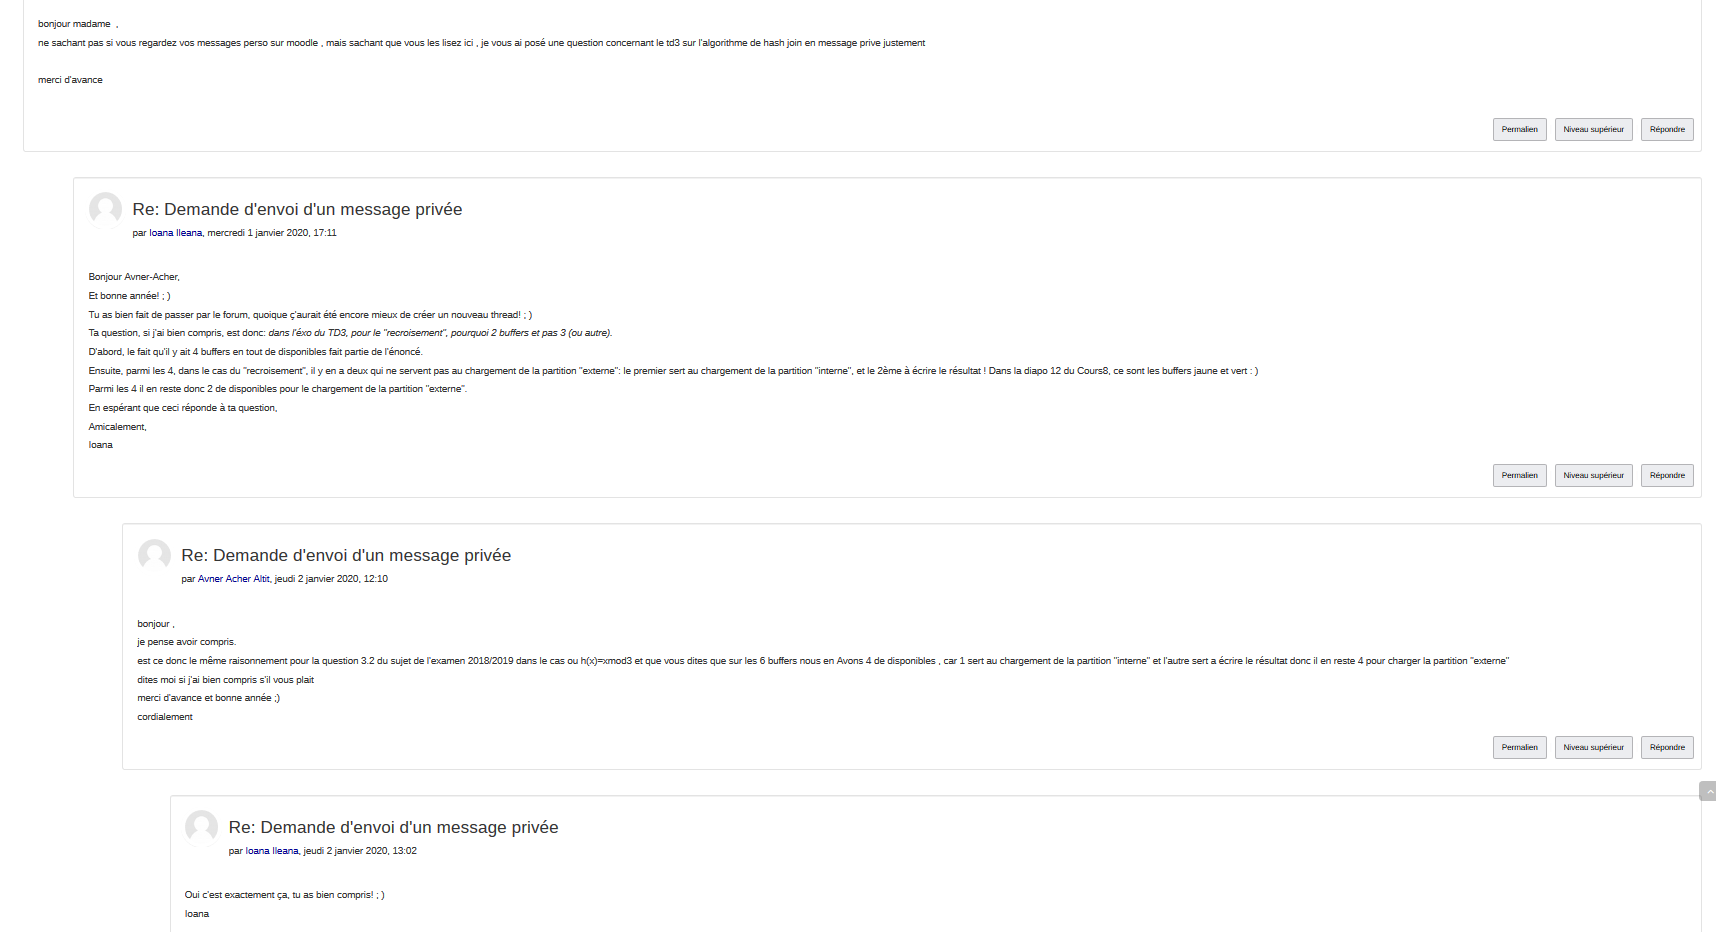 bonjour madame  ,
ne sachant pas si vous regardez vos messages perso sur moodle , mais sachant que vous les lisez ici , je vous ai posé une question concernant le td3 sur l'algorithme de hash join en message prive justement
merci d'avance
Permalien Niveau supérieur Répondre
Re: Demande d'envoi d'un message privée
par Ioana Ileana, mercredi 1 janvier 2020, 17:11
Bonjour Avner-Acher,
Et bonne année! ; )
Tu as bien fait de passer par le forum, quoique ç'aurait été encore mieux de créer un nouveau thread! ; )
Ta question, si j'ai bien compris, est donc: dans l'éxo du TD3, pour le "recroisement", pourquoi 2 buffers et pas 3 (ou autre).
D'abord, le fait qu'il y ait 4 buffers en tout de disponibles fait partie de l'énoncé.
Ensuite, parmi les 4, dans le cas du "recroisement", il y en a deux qui ne servent pas au chargement de la partition "externe": le premier sert au chargement de la partition "interne", et le 2ème à écrire le résultat ! Dans la diapo 12 du Cours8, ce sont les buffers jaune et vert : )
Parmi les 4 il en reste donc 2 de disponibles pour le chargement de la partition "externe".
En espérant que ceci réponde à ta question,
Amicalement,
Ioana
Permalien Niveau supérieur Répondre
Re: Demande d'envoi d'un message privée
par Avner Acher Altit, jeudi 2 janvier 2020, 12:10
bonjour ,
je pense avoir compris.
est ce donc le même raisonnement pour la question 3.2 du sujet de l'examen 2018/2019 dans le cas ou h(x)=xmod3 et que vous dites que sur les 6 buffers nous en Avons 4 de disponibles , car 1 sert au chargement de la partition "interne" et l'autre sert a écrire le résultat donc il en reste 4 pour charger la partition "externe"
dites moi si j'ai bien compris s'il vous plait
merci d'avance et bonne année ;)
cordialement
Permalien Niveau supérieur Répondre
Re: Demande d'envoi d'un message privée
par Ioana Ileana, jeudi 2 janvier 2020, 13:02
Oui c'est exactement ça, tu as bien compris! ; )
Ioana